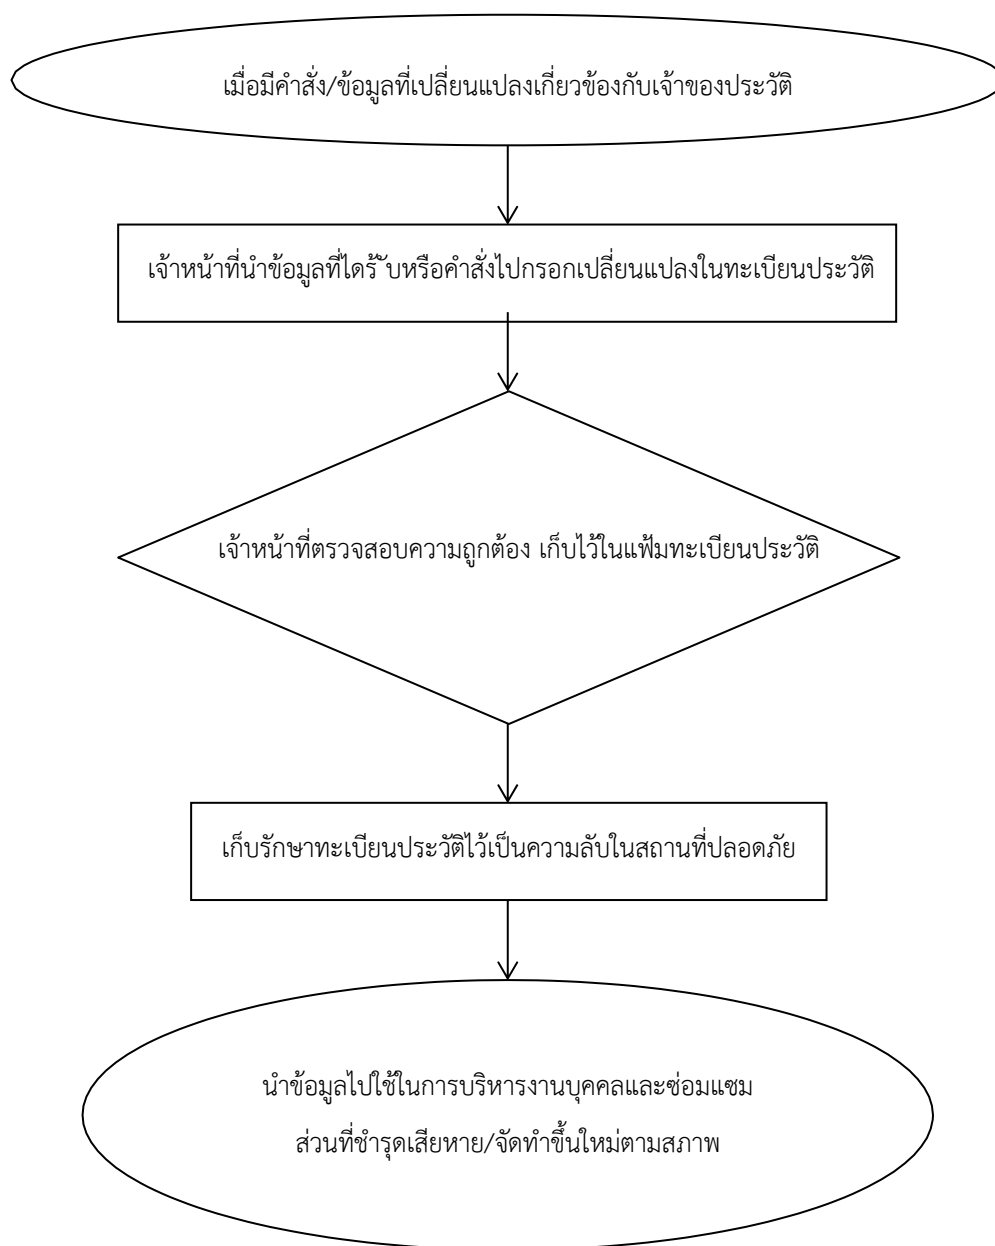 เมื่อมีคำสั่ง/ข้อมูลที่เปลี่ยนแปลงเกี่ยวข้องกับเจ้าของประวัติ
เจ้าหน้าที่นำข้อมูลที่ไดร้ ับหรือคำสั่งไปกรอกเปลี่ยนแปลงในทะเบียนประวัติ
เจ้าหน้าที่ตรวจสอบความถูกต้อง เก็บไว้ในแฟ้มทะเบียนประวัติ
เก็บรักษาทะเบียนประวัติไว้เป็นความลับในสถานที่ปลอดภัย
นำข้อมูลไปใช้ในการบริหารงานบุคคลและซ่อมแซม
ส่วนที่ชำรุดเสียหาย/จัดทำขึ้นใหม่ตามสภาพ